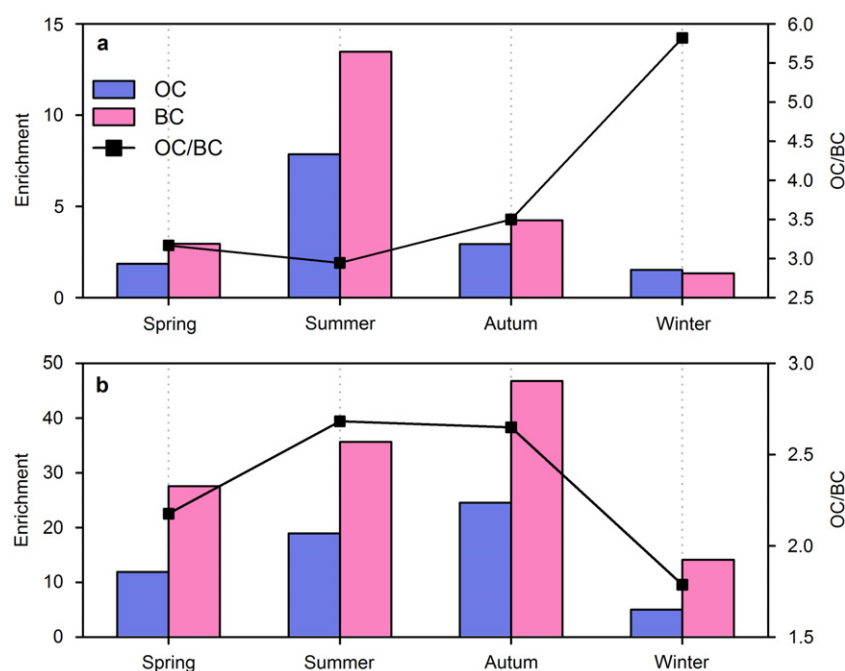 a
15
10
5
0
Enrichment
OC
BC
OC/BC
6.0
5.5
5.0
4.5
4.0
3.5
3.0
2.5
OC/BC
Spring Summer Autum Winter
b
50
40
30
20
10
0
Enrichment
3.0
2.5
2.0
1.5
OC/BC
Spring Summer Autum Winter